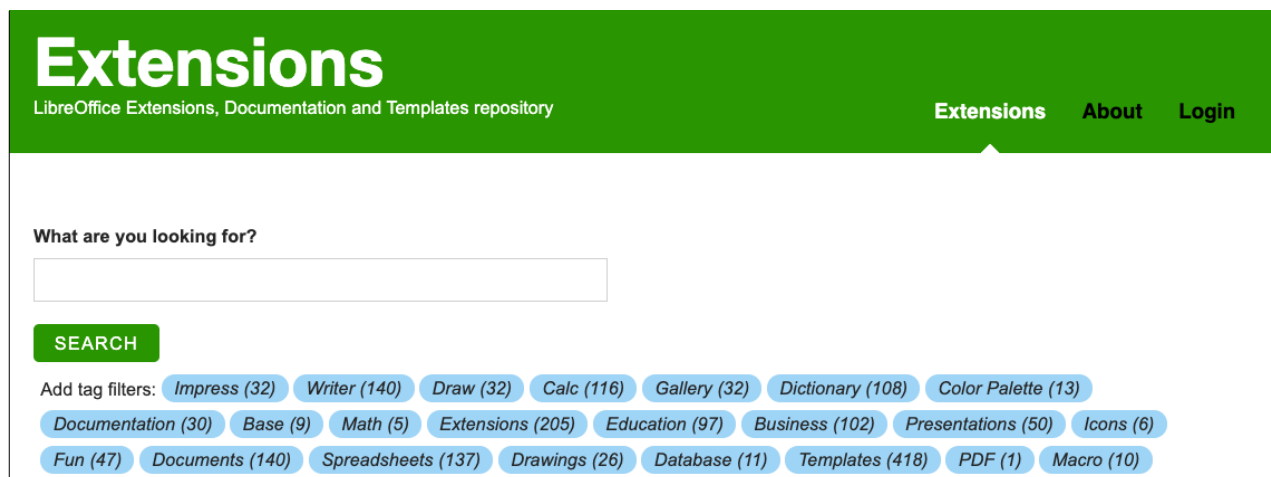 Extensions
LibreOffice Extensions, Documentation and Templates repository
Extensions About Login
What are you looking for?
SEARCH
Add tag filters: Impress (32) Writer (140) Draw (32) Calc (116) Gallery (32) Dictionary (108) Color Palette (13)
Documentation (30) Base (9) Math (5) Extensions (205) Education (97) Business (102) Presentations (50) Icons (6)
Fun (47) Documents (140) Spreadsheets (137) Drawings (26) Database (11) Templates (418) PDF (1) Macro (10)